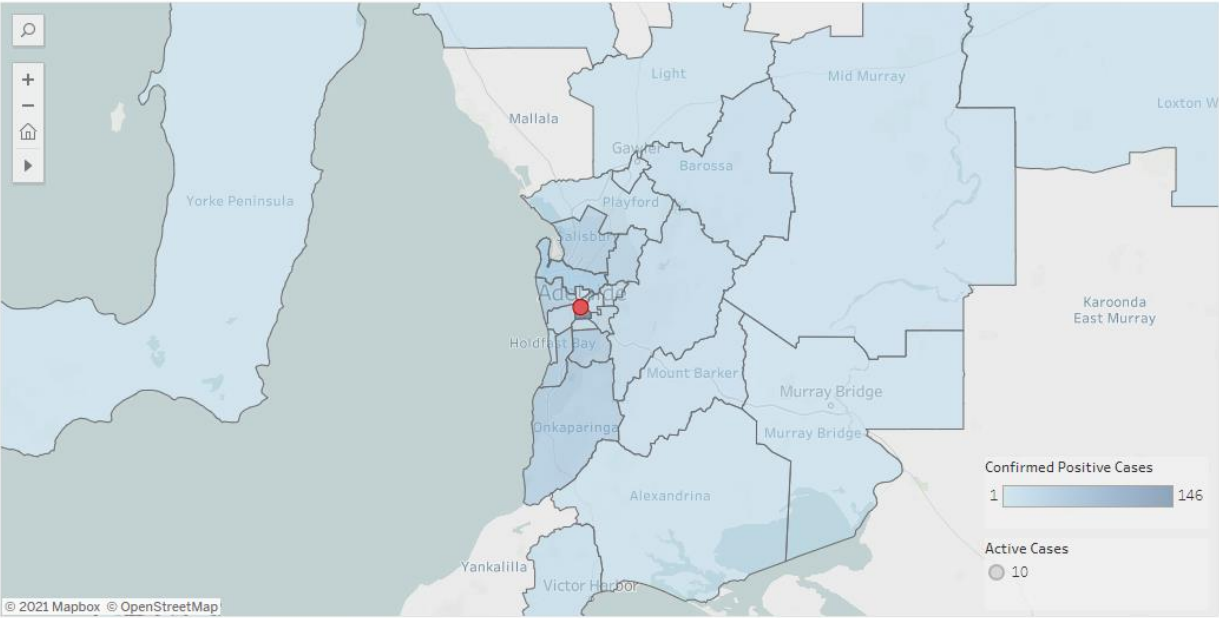 Light
Mid Murray
Loxton W
Mallala
Gawler
Barossa
Yorke Peninsula
Playford
Salisbury
Adelaide
Karoonda
East Murray
Holdfast Bay
Mount Barker
Murray Bridge
Onkaparinga
Murray Bridge
Confirmed Positive Cases
1 146
Alexandrina
Active Cases
10
Yankalilla
Victor Harbor
© 2021 Mapbox © OpenStreetMap